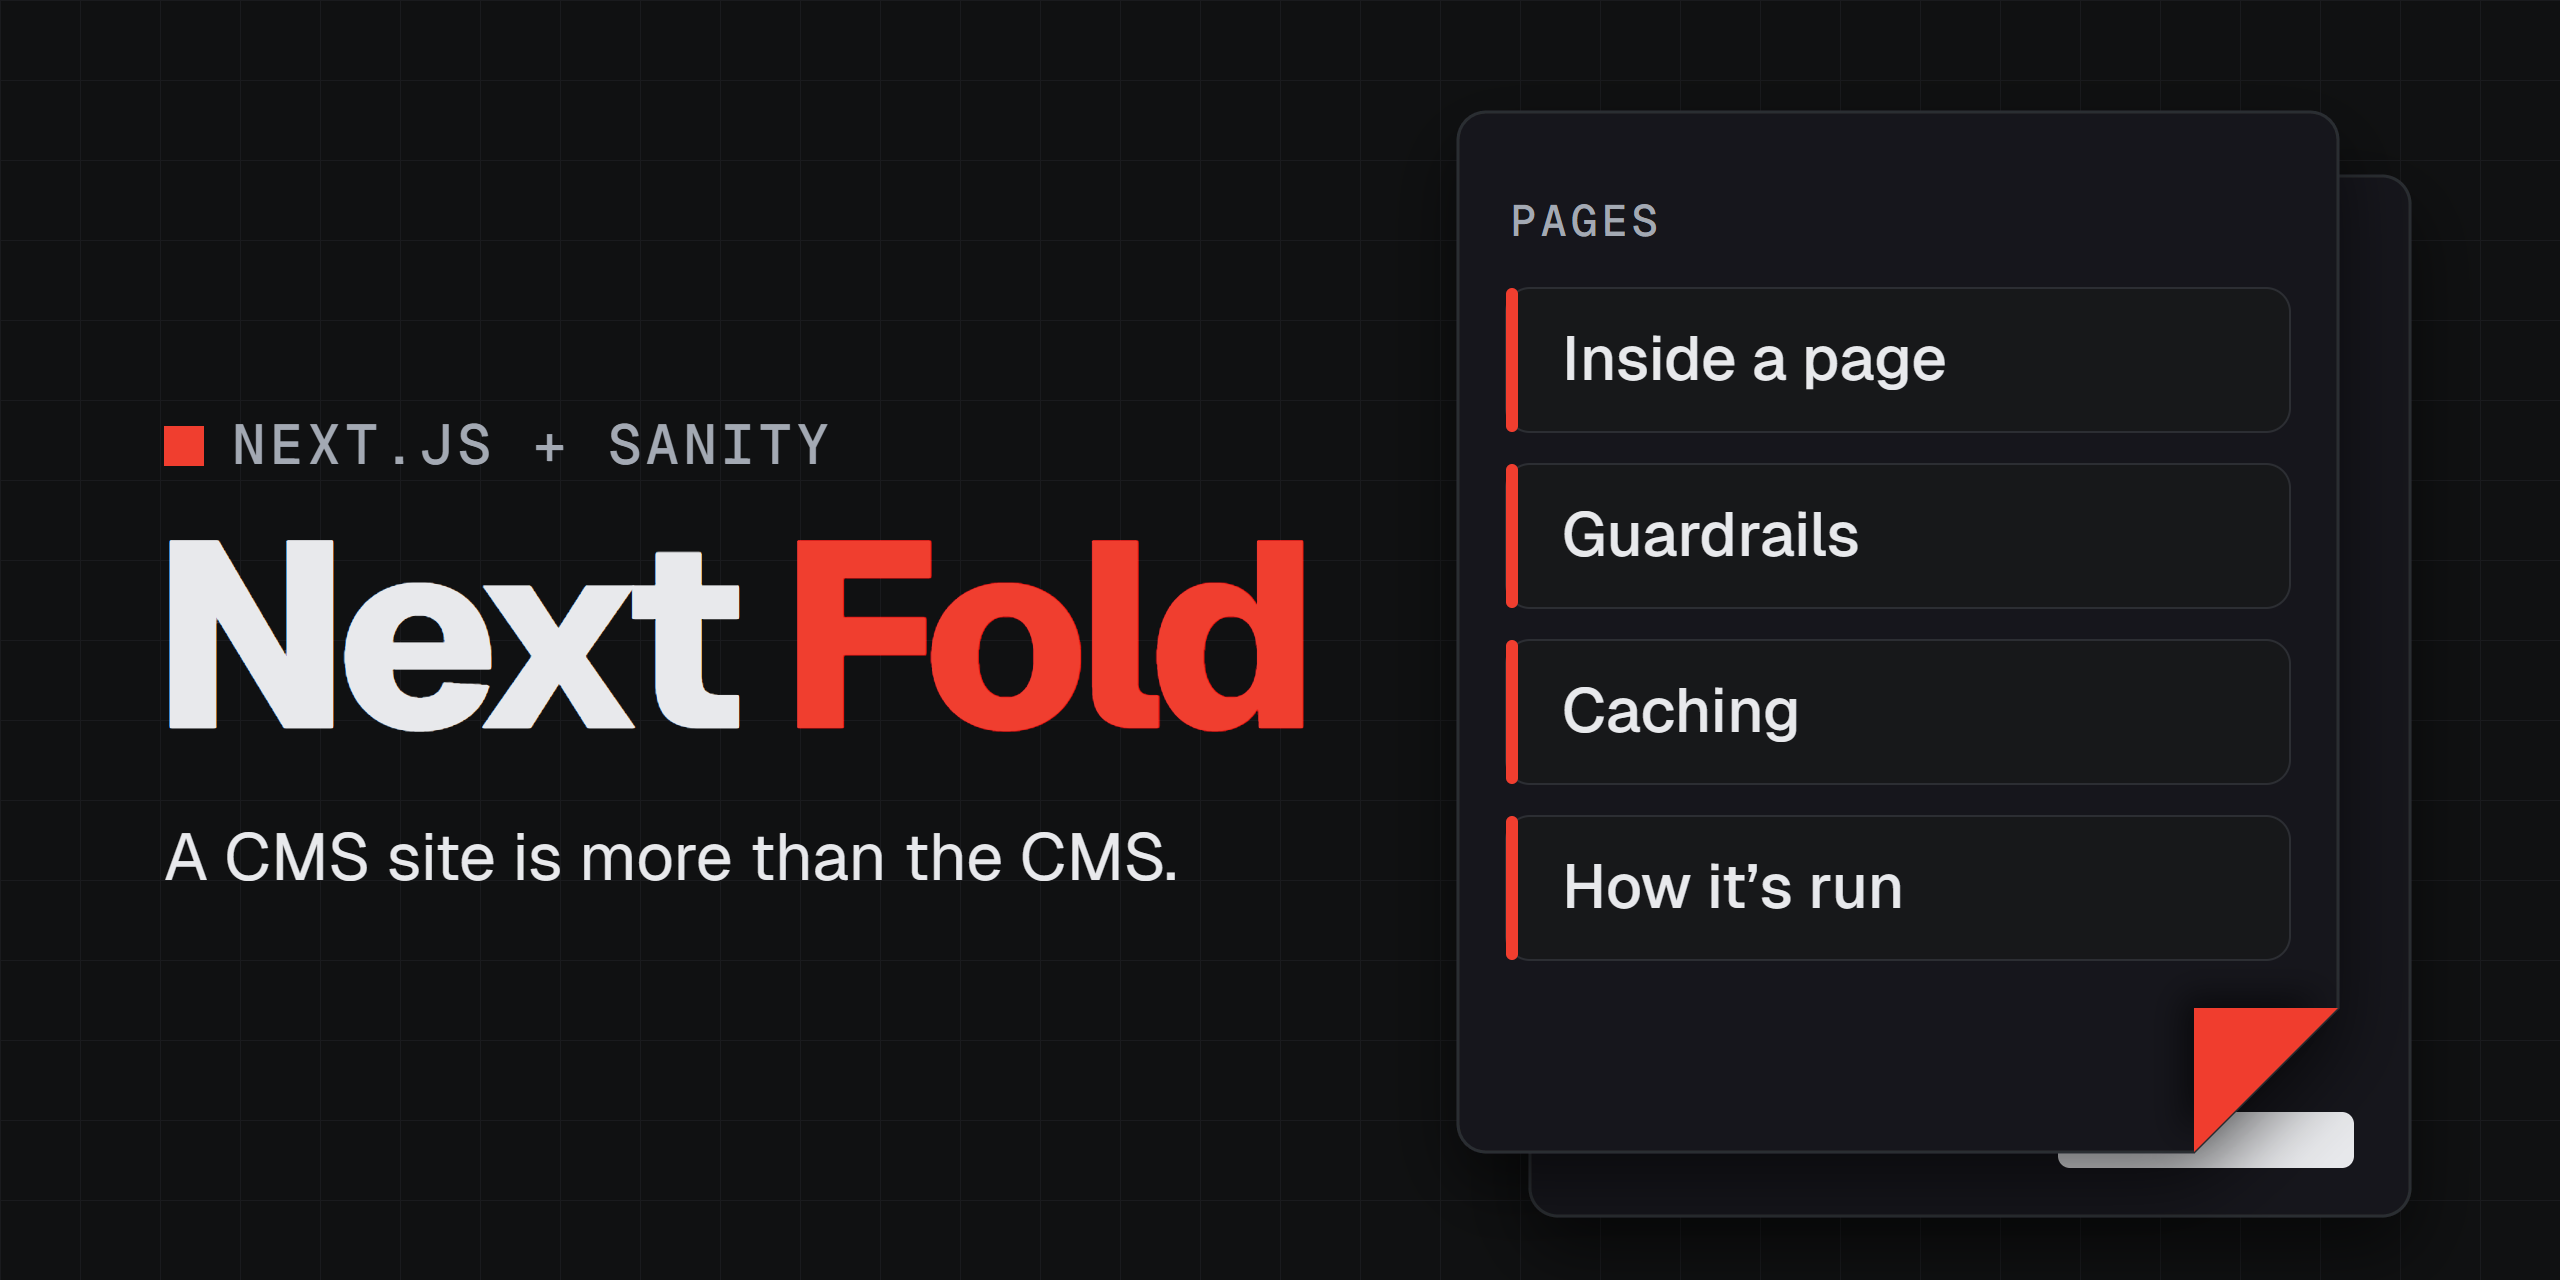 NEXT.JS + SANITY
Next Fold
A CMS site is more than the CMS.
PAGES
Inside a page
Guardrails
Caching
How it’s run